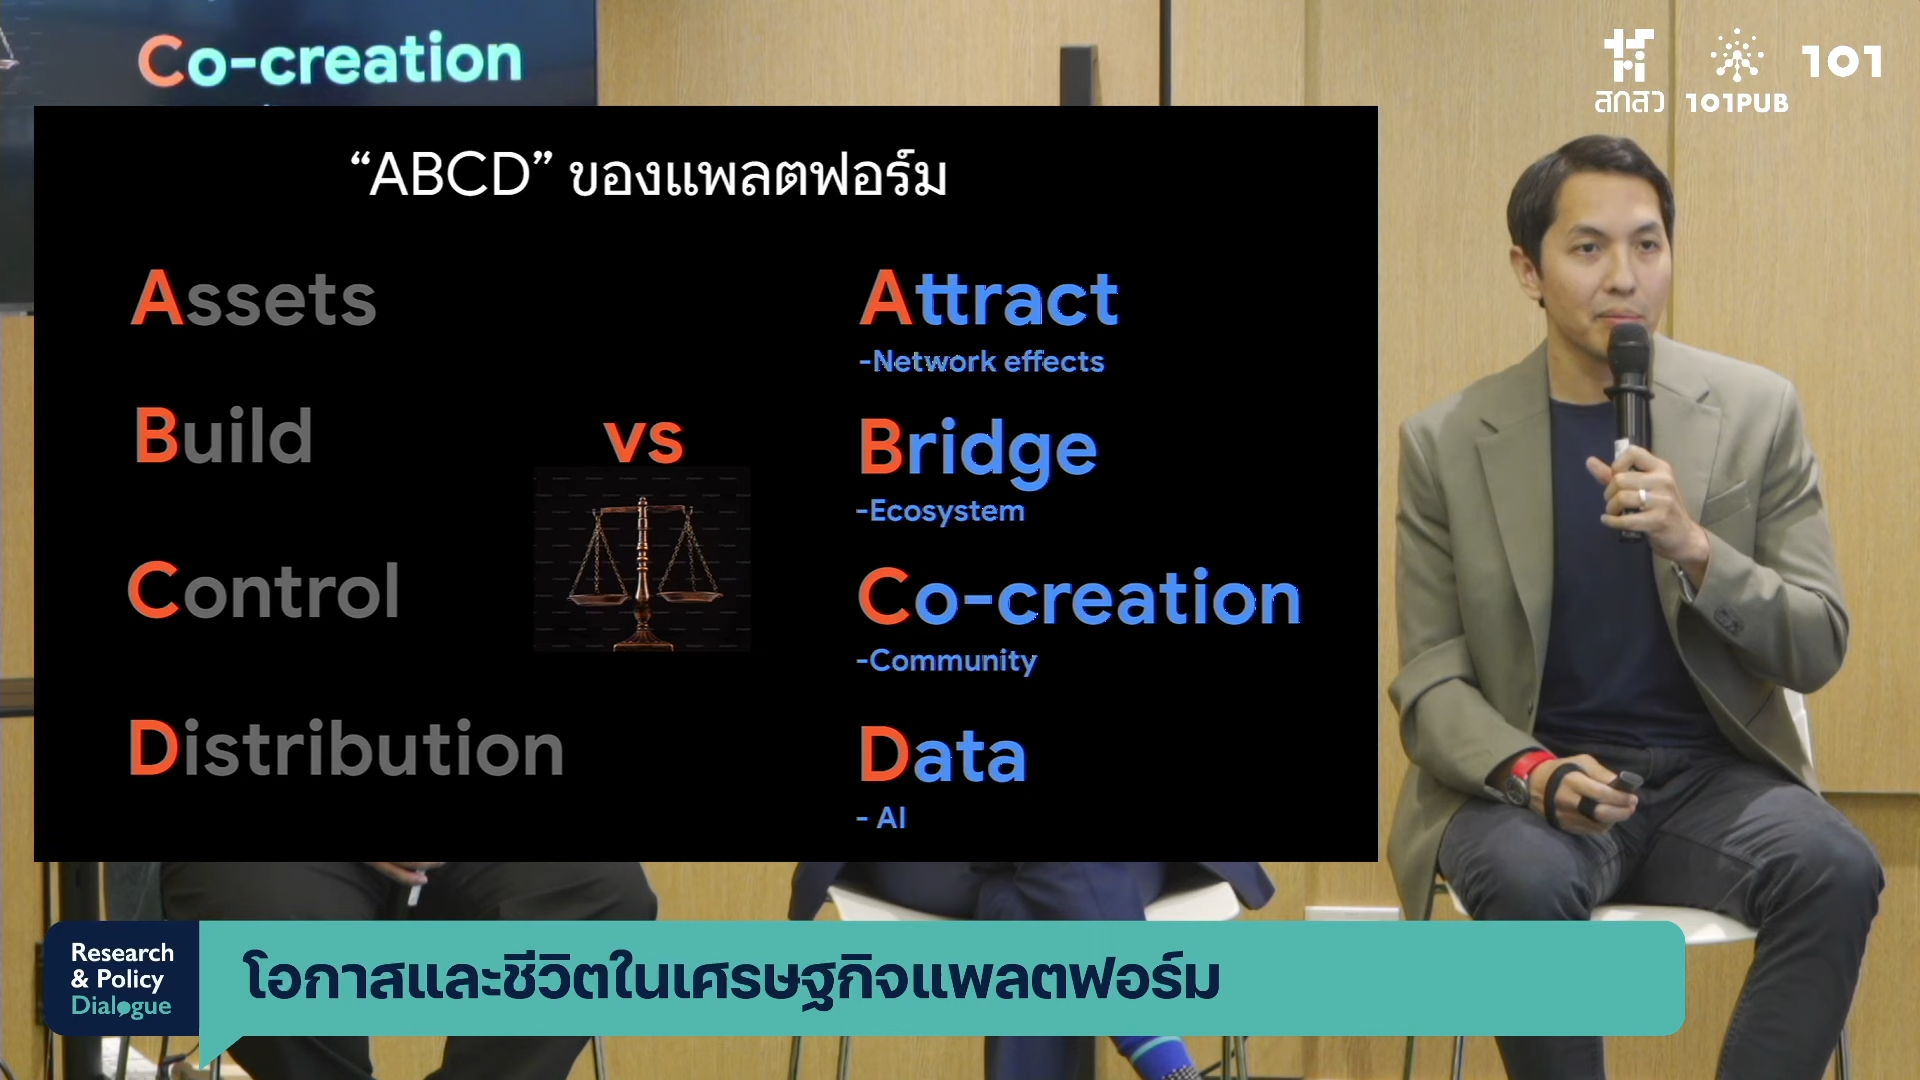 Co-creation
สกสว
101PUB
101
“ABCD” ของแพลตฟอร์ม
Assets
Build
Control
Distribution
vs
Attract
-Network effects
Bridge
-Ecosystem
Co-creation
-Community
Data
- AI
Research
& Policy
Dialogue
โอกาสและชีวิตในเศรษฐกิจแพลตฟอร์ม